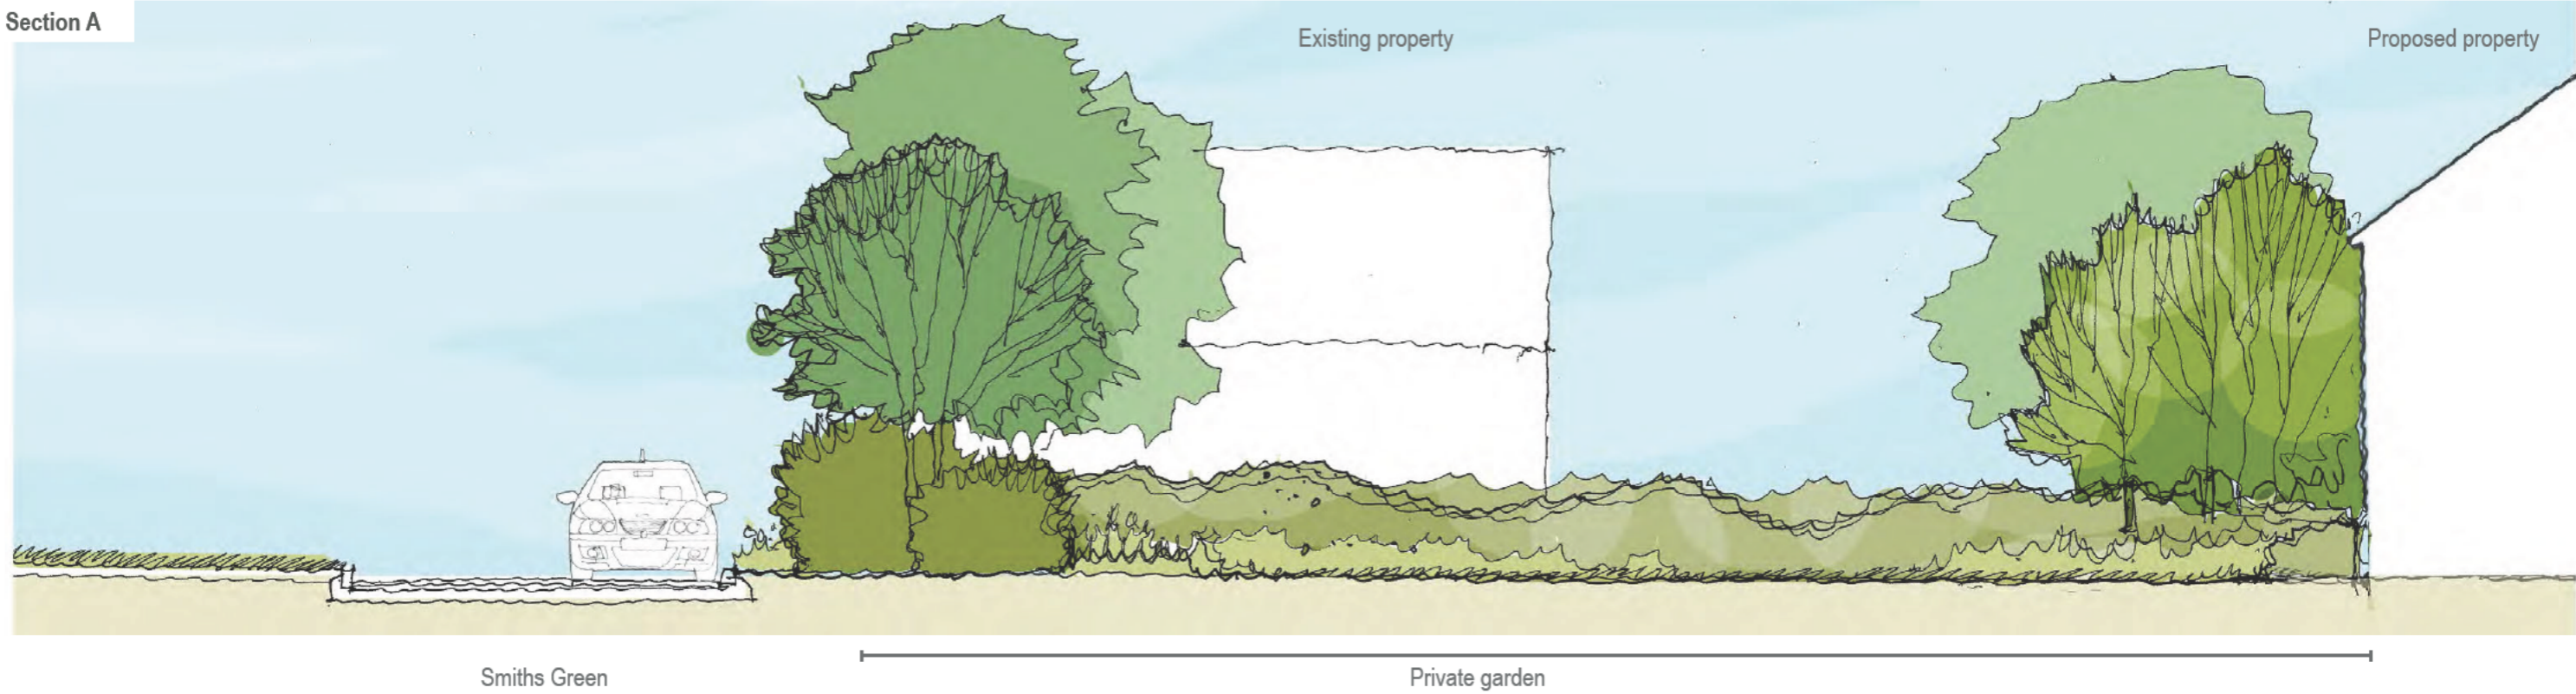 Section A
Existing property
Proposed property
Smiths Green
Private garden